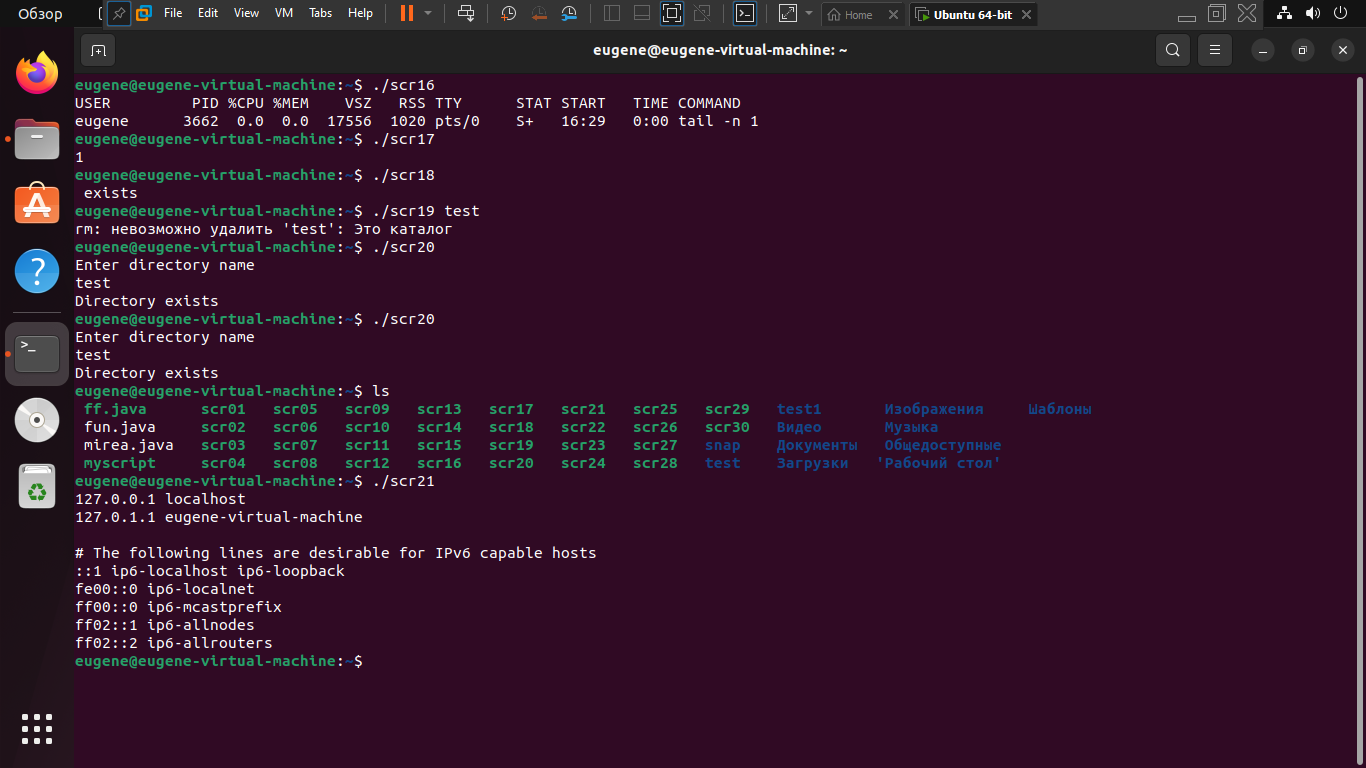 Обзор
File Edit View VM Tabs Help
Home
Ubuntu 64-bit
eugene@eugene-virtual-machine: ~
eugene@eugene-virtual-machine:~$ ./scr16
USER         PID %CPU %MEM    VSZ   RSS TTY      STAT START   TIME COMMAND
eugene      3662  0.0  0.0  17556  1020 pts/0    S+   16:29   0:00 tail -n 1
eugene@eugene-virtual-machine:~$ ./scr17
1
eugene@eugene-virtual-machine:~$ ./scr18
 exists
eugene@eugene-virtual-machine:~$ ./scr19 test
rm: невозможно удалить 'test': Это каталог
eugene@eugene-virtual-machine:~$ ./scr20
Enter directory name
test
Directory exists
eugene@eugene-virtual-machine:~$ ./scr20
Enter directory name
test
Directory exists
eugene@eugene-virtual-machine:~$ ls
 ff.java      scr01   scr05   scr09   scr13   scr17   scr21   scr25   scr29   test1       Изображения     Шаблоны
 fun.java     scr02   scr06   scr10   scr14   scr18   scr22   scr26   scr30   Видео       Музыка
 mirea.java   scr03   scr07   scr11   scr15   scr19   scr23   scr27   snap    Документы   Общедоступные
 myscript     scr04   scr08   scr12   scr16   scr20   scr24   scr28   test    Загрузки   'Рабочий стол'
eugene@eugene-virtual-machine:~$ ./scr21
127.0.0.1 localhost
127.0.1.1 eugene-virtual-machine
# The following lines are desirable for IPv6 capable hosts
::1 ip6-localhost ip6-loopback
fe00::0 ip6-localnet
ff00::0 ip6-mcastprefix
ff02::1 ip6-allnodes
ff02::2 ip6-allrouters
eugene@eugene-virtual-machine:~$